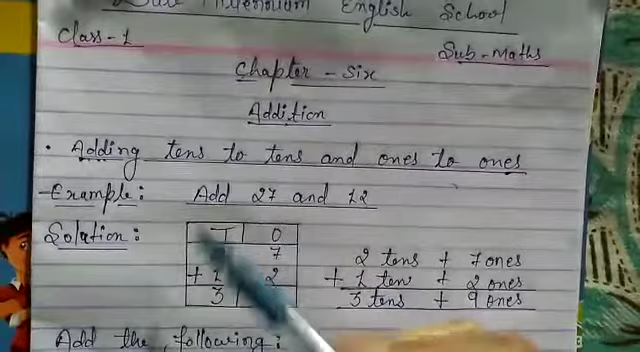 English School
Class-1
Sub-Maths
Chapter - Six
Addition
. Adding tens to tens and ones to ones
-Example: Add 27 and 12
Solution:
T O
7 2 tens + 7 ones
+ 1 2 + 1 ten + 2 ones
3 3 tens + 9 ones
Add the following: